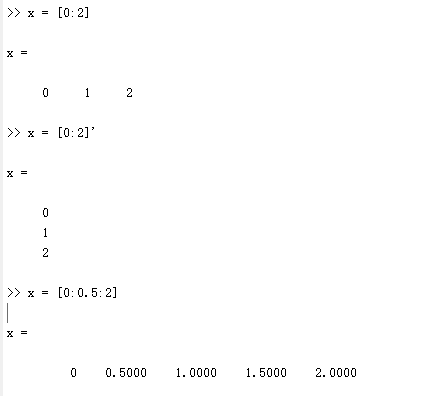 >> x = [0:2]
x =
0 1 2
>> x = [0:2]'
x =
0
1
2
>> x = [0:0.5:2]
x =
0 0.5000 1.0000 1.5000 2.0000